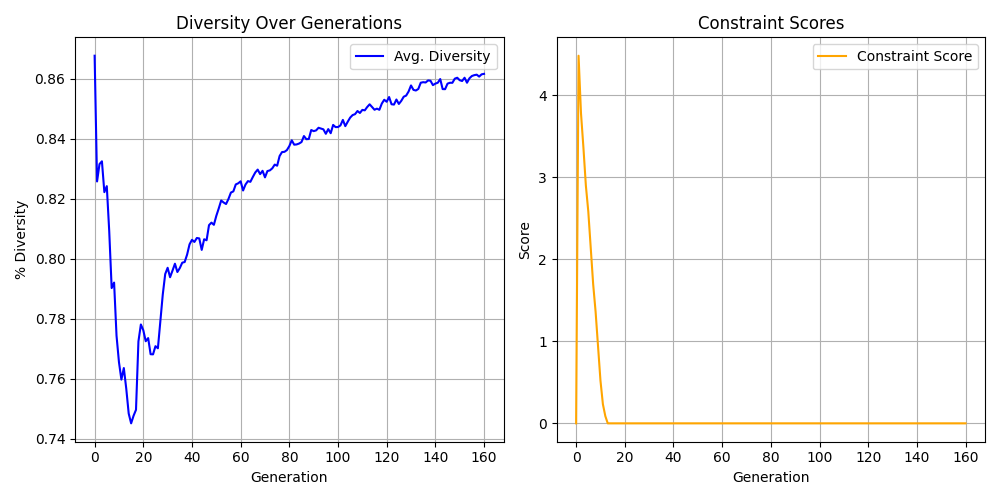 Diversity Over Generations
Avg. Diversity
% Diversity
0.86
0.84
0.82
0.80
0.78
0.76
0.74
0 20 40 60 80 100 120 140 160
Generation
Constraint Scores
Constraint Score
Score
4
3
2
1
0
0 20 40 60 80 100 120 140 160
Generation